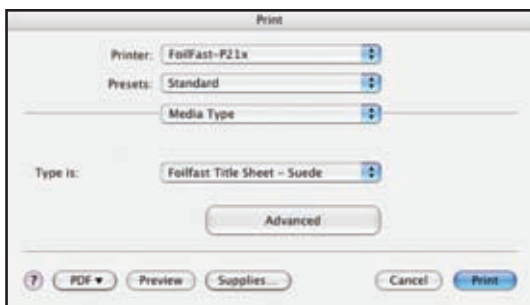 Print
Printer: FoilFast-P21x
Presets: Standard
Media Type
Type is: Foilfast Title Sheet - Suede
Advanced
? PDF ▾ Preview Supplies... Cancel Print